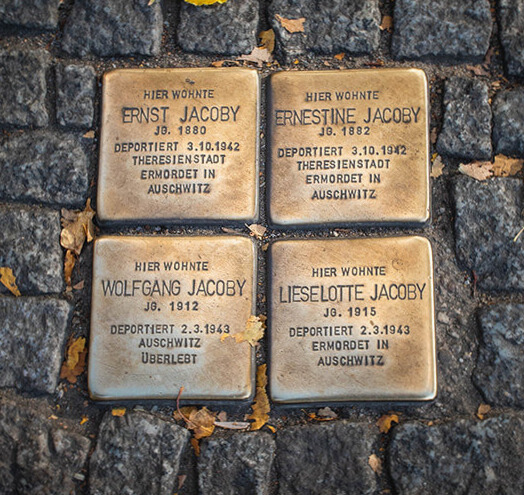 HIER WOHNTE
ERNST JACOBY
JG. 1880
DEPORTIERT 3.10.1942
THERESIENSTADT
ERMORDET IN
AUSCHWITZ
HIER WOHNTE
ERNESTINE JACOBY
JG. 1882
DEPORTIERT 3.10.1942
THERESIENSTADT
ERMORDET IN
AUSCHWITZ
HIER WOHNTE
WOLFGANG JACOBY
JG. 1912
DEPORTIERT 2.3.1943
AUSCHWITZ
ÜBERLEBT
HIER WOHNTE
LIESELOTTE JACOBY
JG. 1915
DEPORTIERT 2.3.1943
ERMORDET IN
AUSCHWITZ